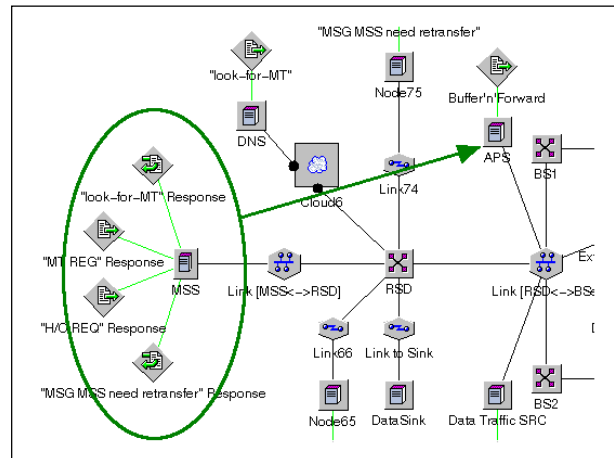 "MSG MSS need retransfer"
"look-for-MT"
Node75
Buffer'n'Forward
DNS
APS
BS1
"look-for-MT" Response
Cloud6
Link74
"MT REG" Response
MSS
Link [MSS<->RSD]
RSD
Link [RSD<->BSe
"H/O REQ" Response
Link66
Link to Sink
"MSG MSS need retransfer" Response
Node65
DataSink
Data Traffic SRC
BS2